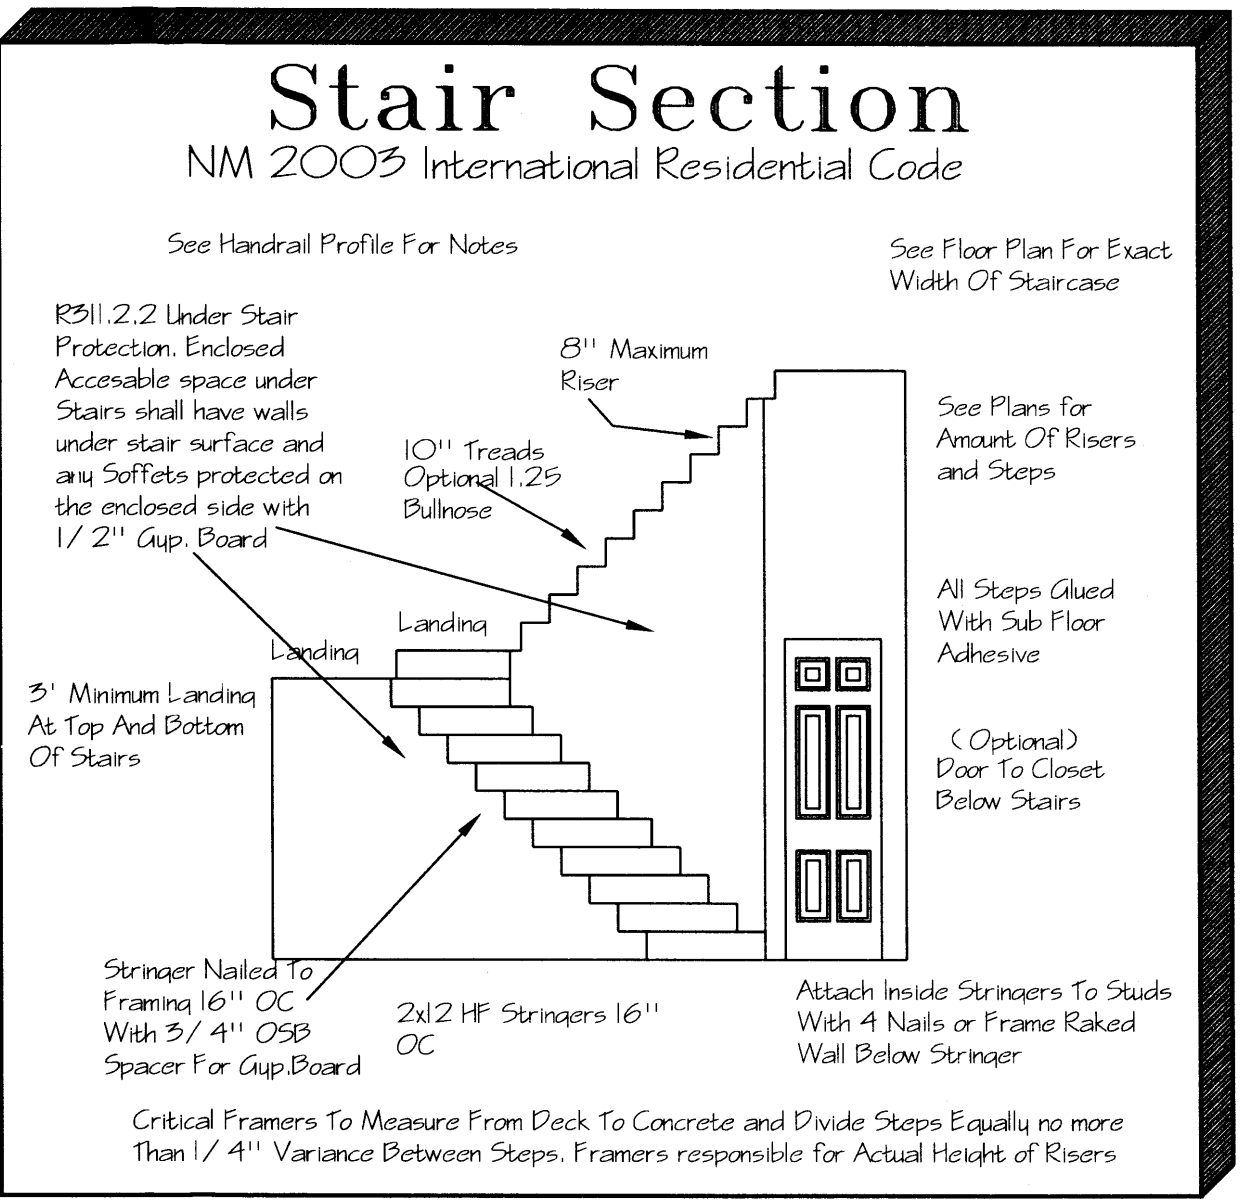 Stair Section
NM 2003 International Residential Code
See Handrail Profile For Notes
See Floor Plan For Exact
Width Of Staircase
R311.2.2 Under Stair
Protection. Enclosed
Accesable space under
Stairs shall have walls
under stair surface and
any Soffets protected on
the enclosed side with
1/2" Gyp. Board
8" Maximum
Riser
10" Treads
Optional 1.25
Bullnose
See Plans for
Amount Of Risers
and Steps
All Steps Glued
With Sub Floor
Adhesive
Landing
Landing
3' Minimum Landing
At Top And Bottom
Of Stairs
(Optional)
Door To Closet
Below Stairs
Stringer Nailed To
Framing 16" OC
With 3/4" OSB
Spacer For Gyp.Board
2x12 HF Stringers 16"
OC
Attach Inside Stringers To Studs
With 4 Nails or Frame Raked
Wall Below Stringer
Critical Framers To Measure From Deck To Concrete and Divide Steps Equally no more
Than 1/4" Variance Between Steps. Framers responsible for Actual Height of Risers